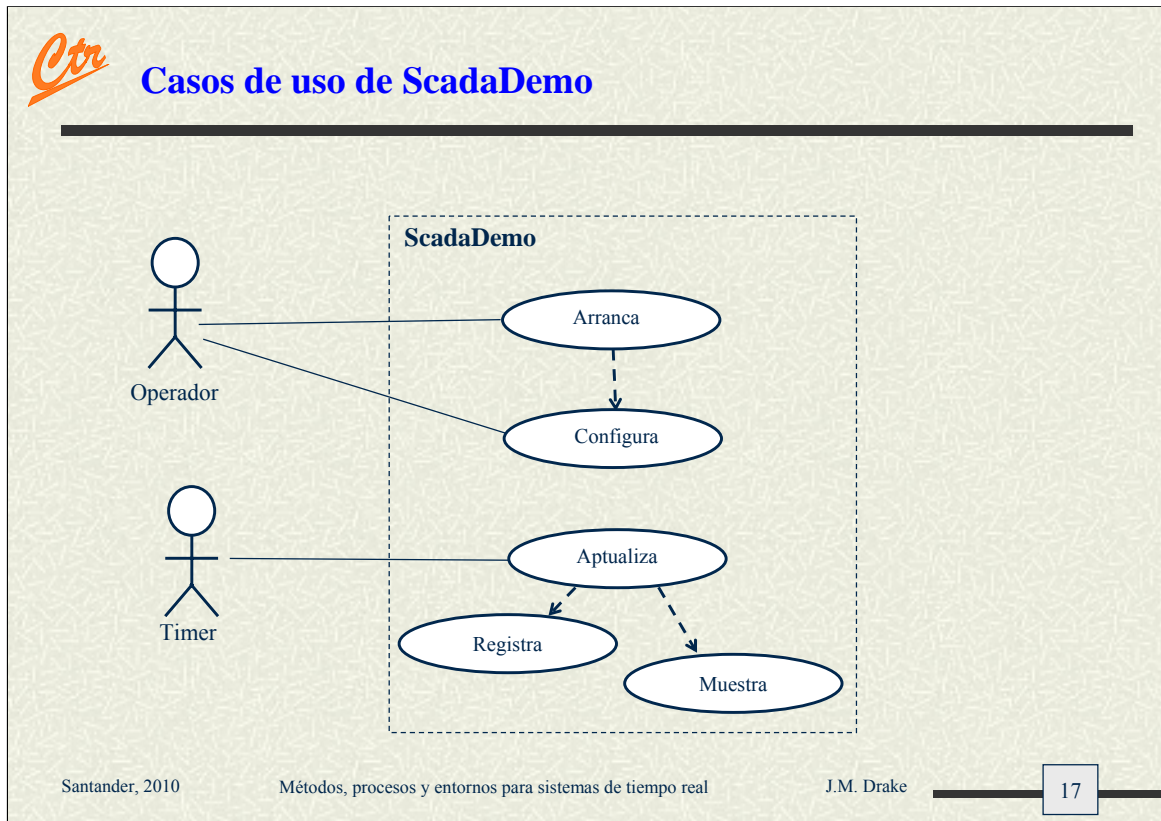 Ctr
Casos de uso de ScadaDemo
ScadaDemo
Arranca
Operador
Configura
Aptualiza
Timer
Registra
Muestra
Santander, 2010
Métodos, procesos y entornos para sistemas de tiempo real
J.M. Drake
17